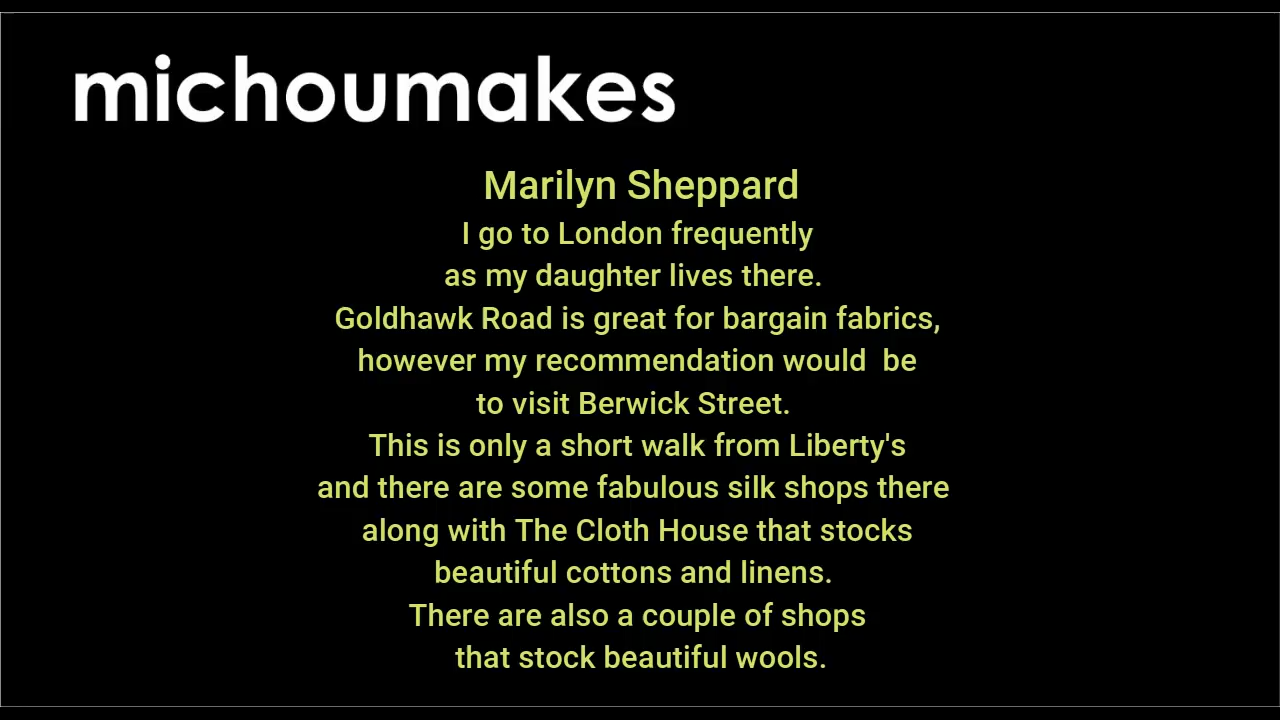 michoumakes
Marilyn Sheppard
I go to London frequently
as my daughter lives there.
Goldhawk Road is great for bargain fabrics,
however my recommendation would  be
to visit Berwick Street.
This is only a short walk from Liberty's
and there are some fabulous silk shops there
along with The Cloth House that stocks
beautiful cottons and linens.
There are also a couple of shops
that stock beautiful wools.